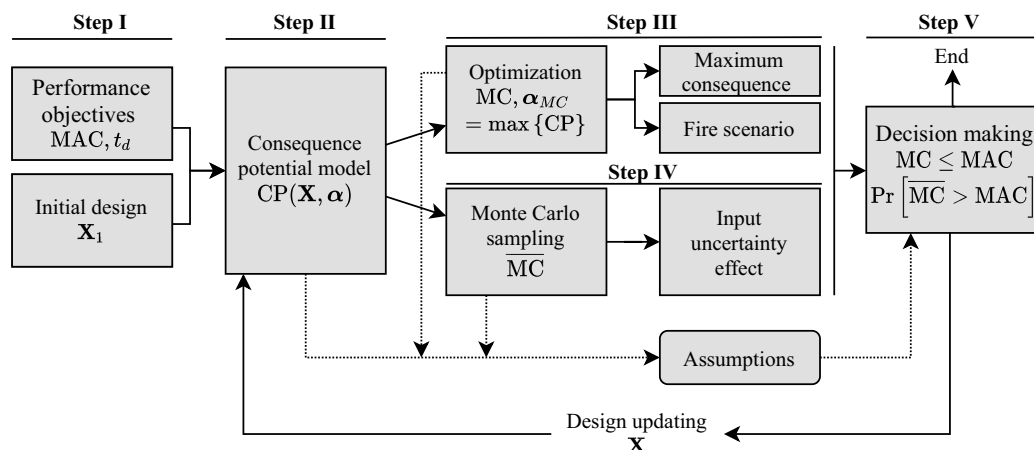 Step I
Performance
objectives
MAC, t_d
Initial design
X_1
Step II
Consequence
potential model
CP(X, α)
Step III
Optimization
MC, α_MC
= max {CP}
Maximum
consequence
Fire scenario
Step IV
Monte Carlo
sampling
M̅C̅
Input
uncertainty
effect
Assumptions
Step V
End
Decision making
MC ≤ MAC
Pr [M̅C̅ > MAC]
Design updating
X